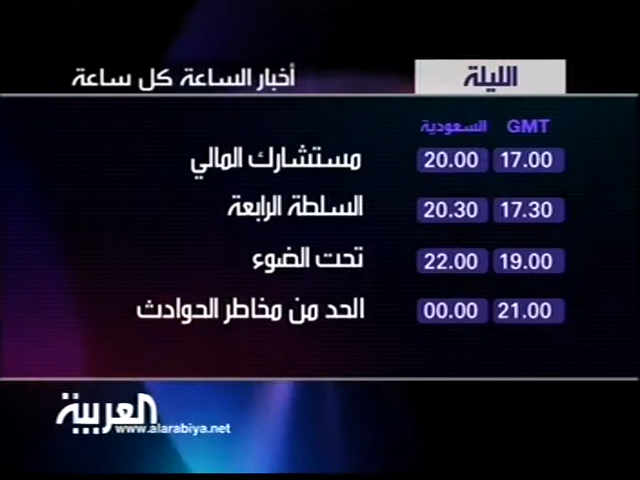 الليلة أخبار الساعة كل ساعة
GMT السعودية
17.00 20.00 مستشارك المالي
17.30 20.30 السلطة الرابعة
19.00 22.00 تحت الضوء
21.00 00.00 الحد من مخاطر الحوادث
العربية
www.alarabiya.net